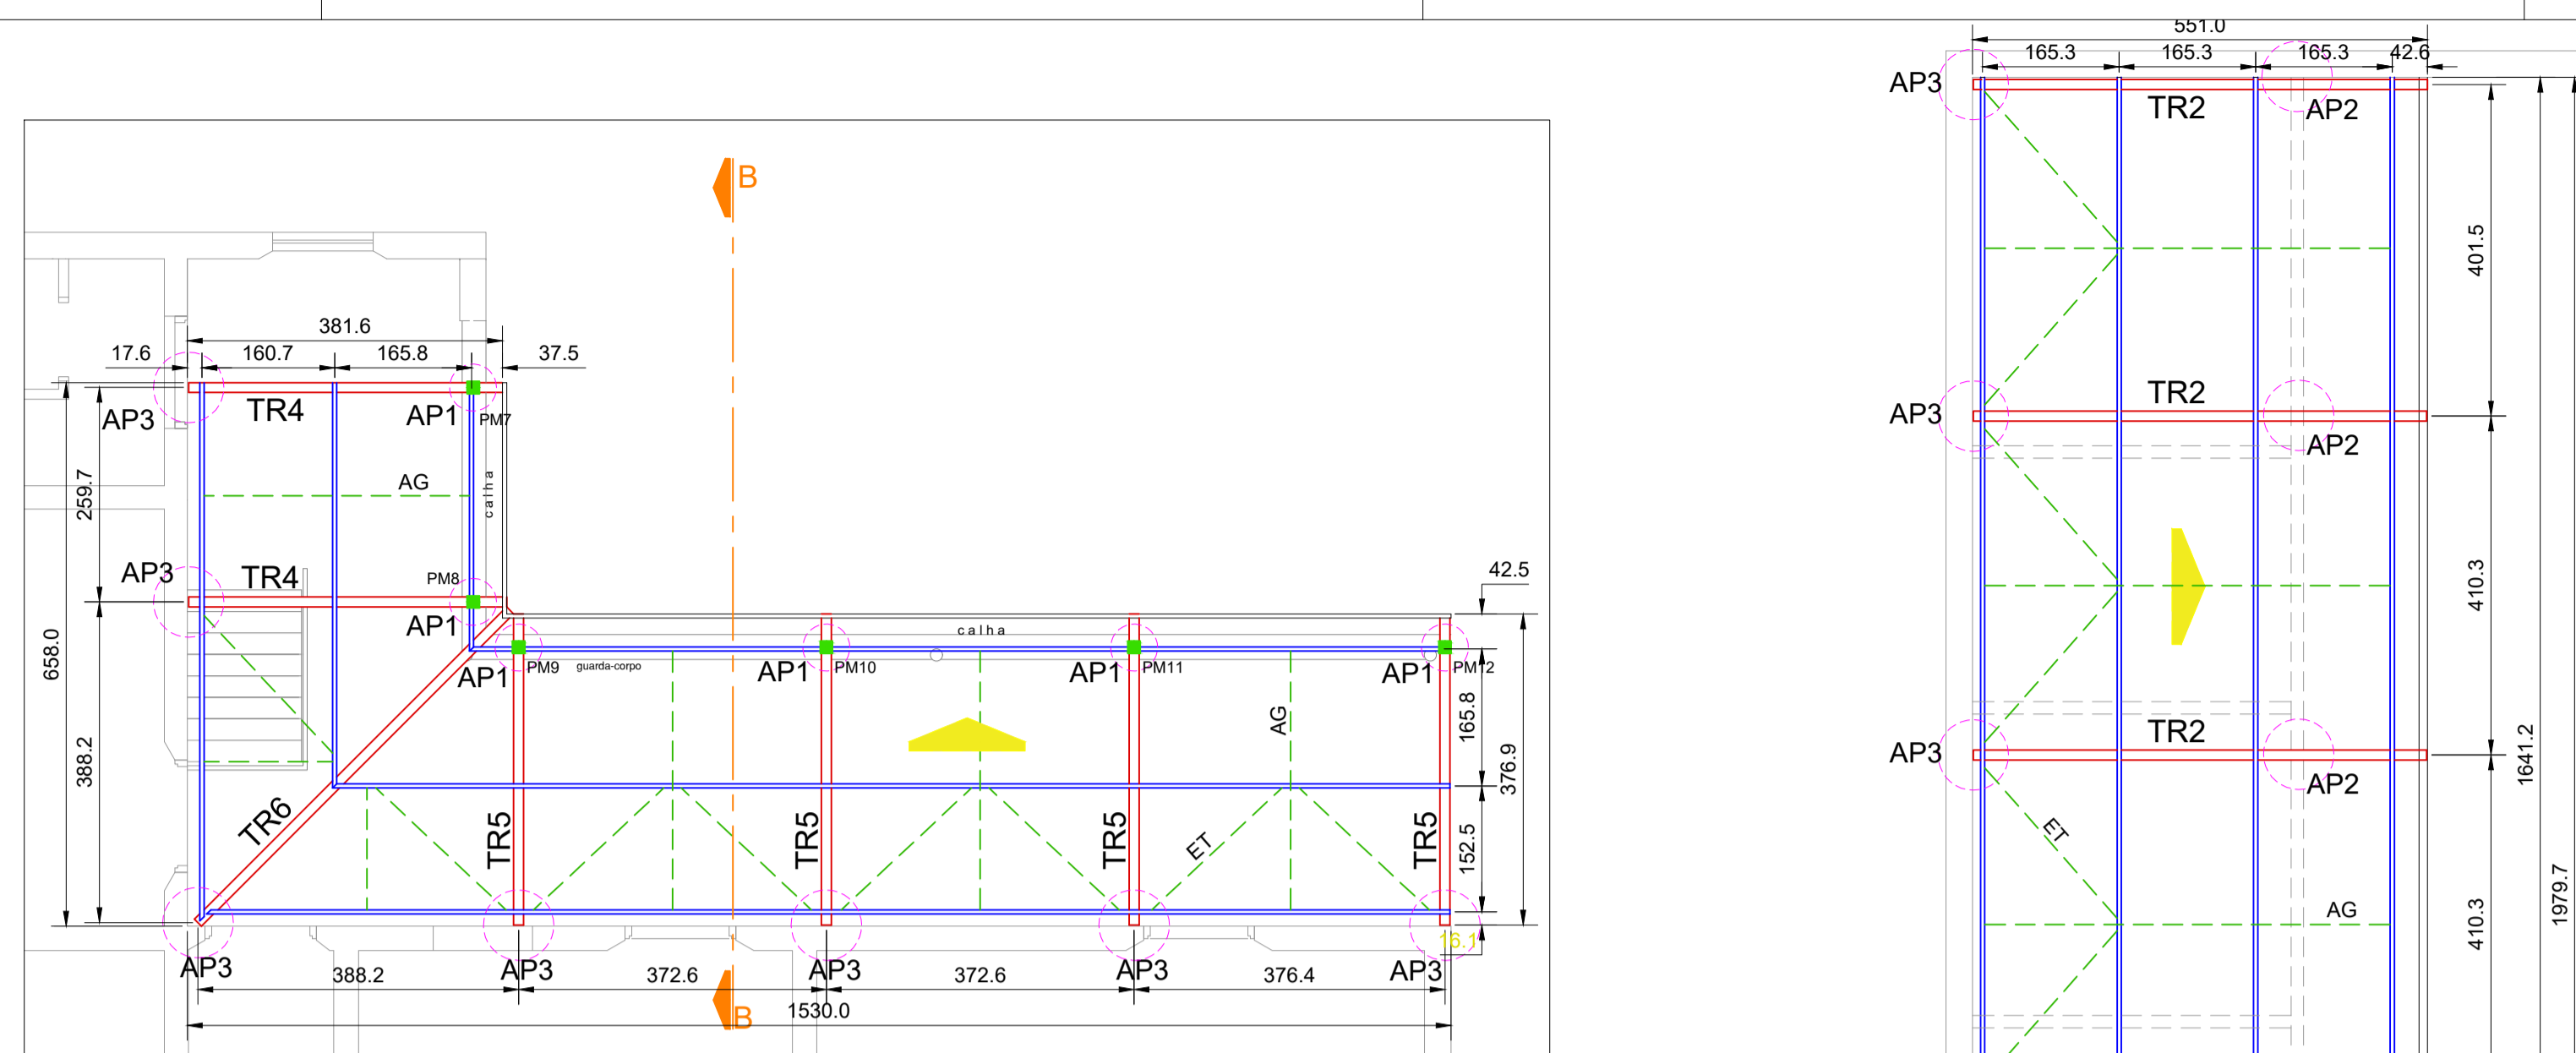 B
381.6
17.6 160.7 165.8 37.5
AP3 TR4 AP1 PM7
AG
calha
259.7
AP3 TR4 PM8
AP1
658.0
388.2
42.5
calha
AP1 PM9 guarda-corpo AP1 PM10 AP1 PM11 AP1 PM12
AG
165.8
376.9
TR6 TR5 TR5 TR5 ET TR5
152.5
16.1
AP3 AP3 AP3 AP3 AP3
388.2 372.6 372.6 376.4
B
1530.0
551.0
165.3 165.3 165.3 42.6
AP3 TR2 AP2
401.5
AP3 TR2 AP2
410.3
AP3 TR2 AP2
1641.2
ET
AG
410.3
1979.7